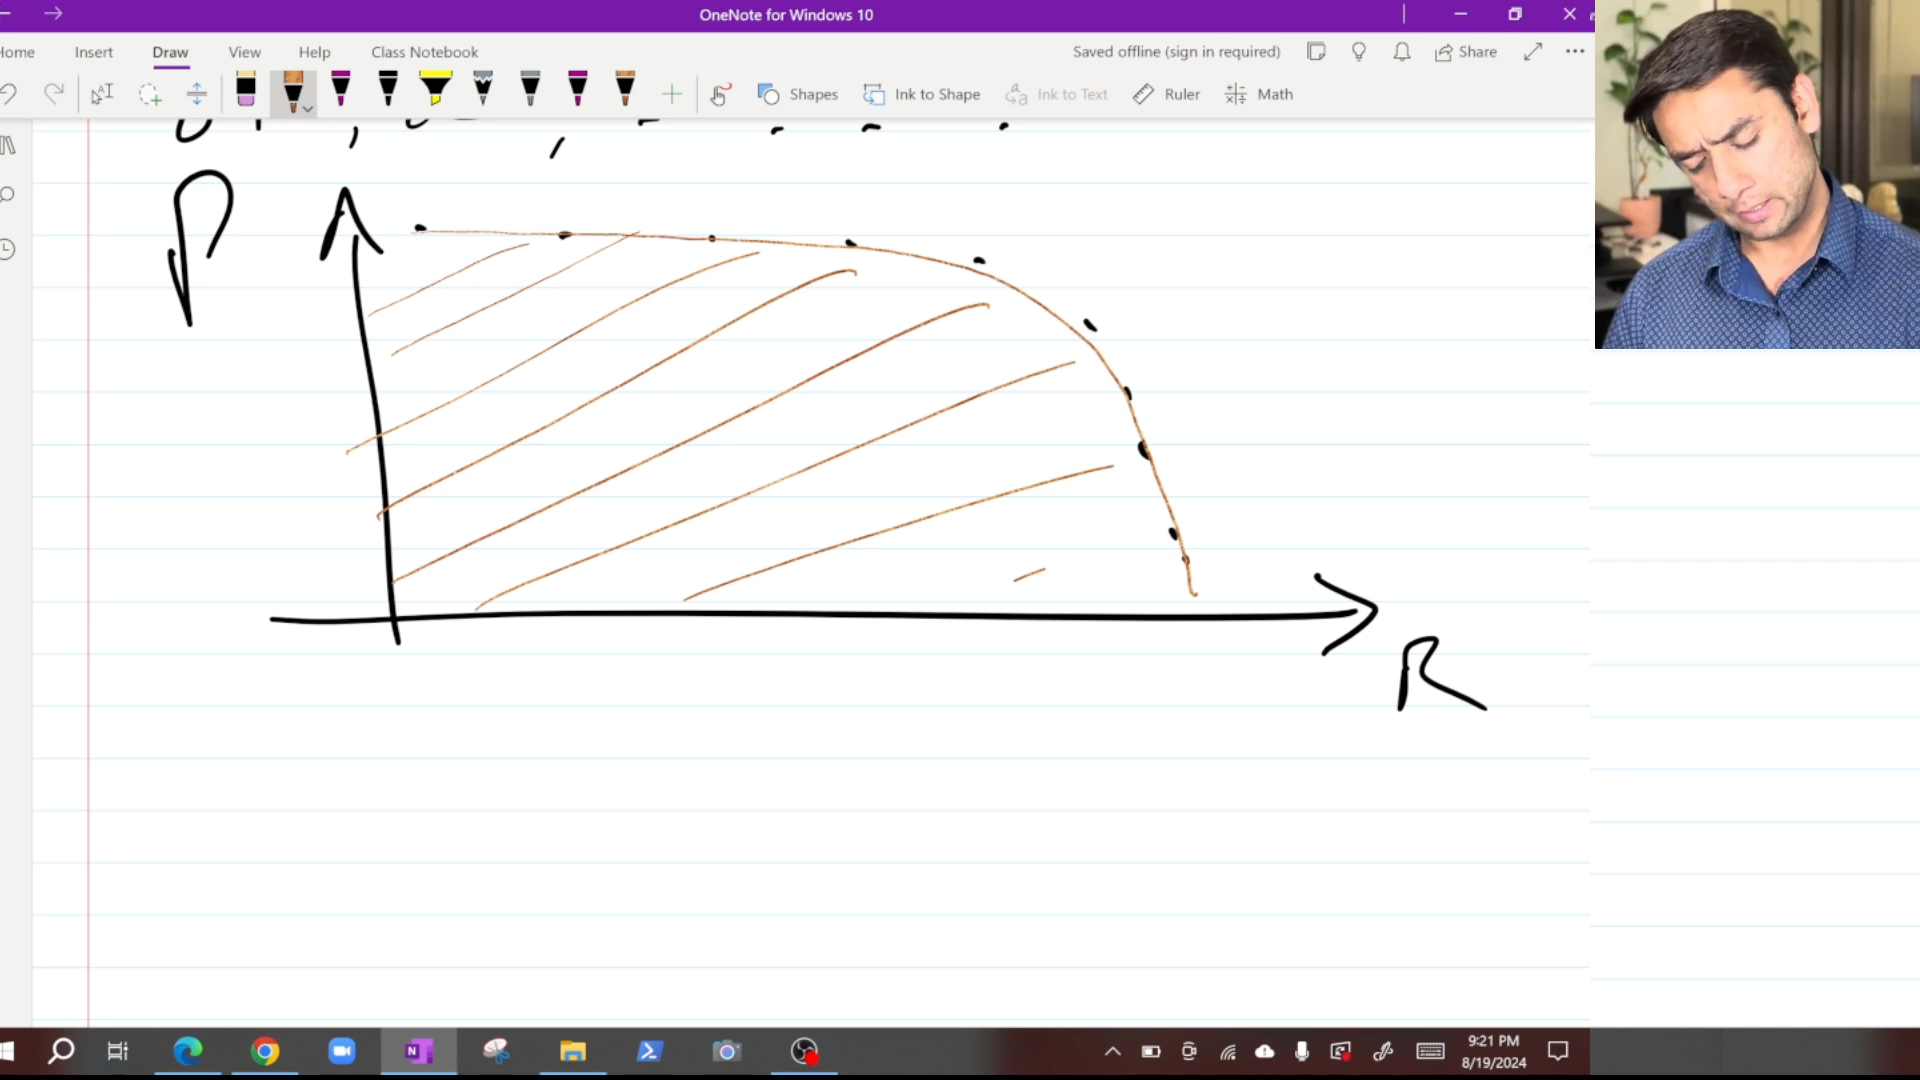 OneNote for Windows 10
Home Insert Draw View Help Class Notebook Saved offline (sign in required) Share
Shapes Ink to Shape Ink to Text Ruler Math
P
R
9:21 PM
8/19/2024